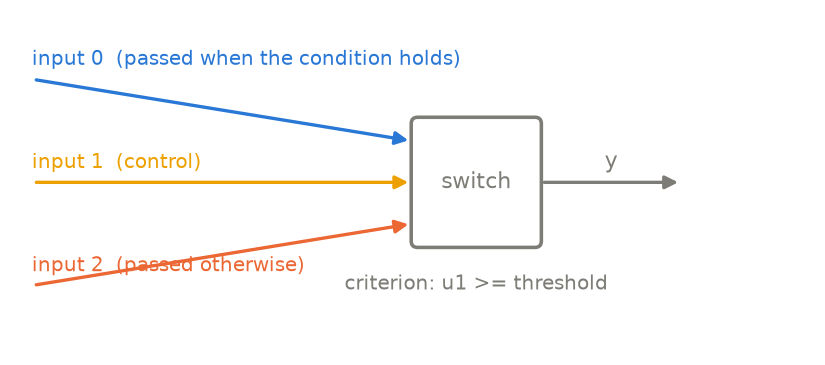 input 0  (passed when the condition holds)
input 1  (control)
y
switch
input 2  (passed otherwise)
criterion: u1 >= threshold